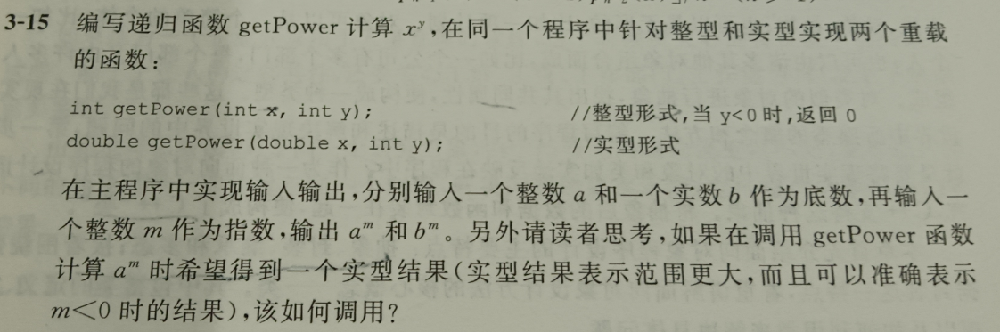 3-15 编写递归函数 getPower 计算 xʸ,在同一个程序中针对整型和实型实现两个重载
的函数:
int getPower(int x, int y); //整型形式,当 y<0 时,返回 0
double getPower(double x, int y); //实型形式
在主程序中实现输入输出,分别输入一个整数 a 和一个实数 b 作为底数,再输入一
个整数 m 作为指数,输出 aᵐ 和 bᵐ。另外请读者思考,如果在调用 getPower 函数
计算 aᵐ 时希望得到一个实型结果(实型结果表示范围更大,而且可以准确表示
m<0 时的结果),该如何调用?